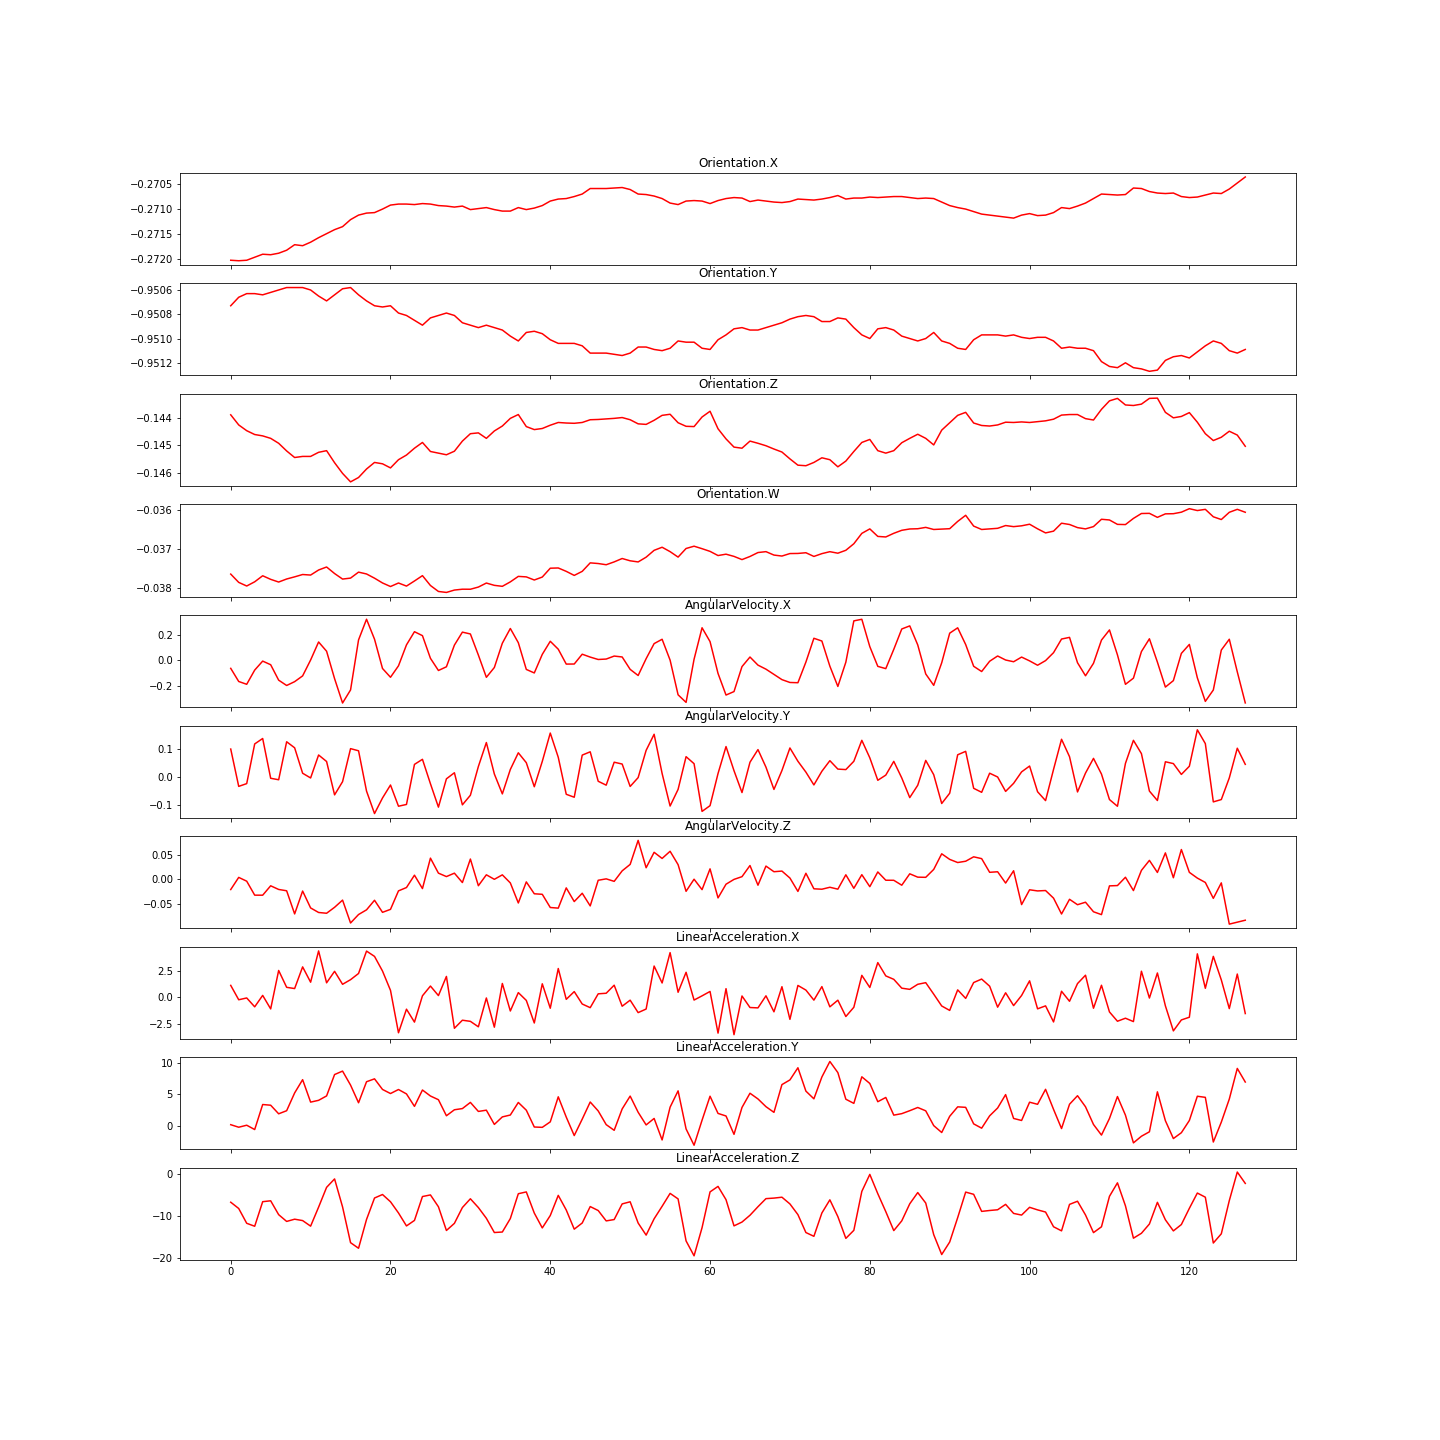 Orientation.X
−0.2705
−0.2710
−0.2715
−0.2720
Orientation.Y
−0.9506
−0.9508
−0.9510
−0.9512
Orientation.Z
−0.144
−0.145
−0.146
Orientation.W
−0.036
−0.037
−0.038
AngularVelocity.X
0.2
0.0
−0.2
AngularVelocity.Y
0.1
0.0
−0.1
AngularVelocity.Z
0.05
0.00
−0.05
LinearAcceleration.X
2.5
0.0
−2.5
LinearAcceleration.Y
10
5
0
LinearAcceleration.Z
0
−10
−20
0 20 40 60 80 100 120